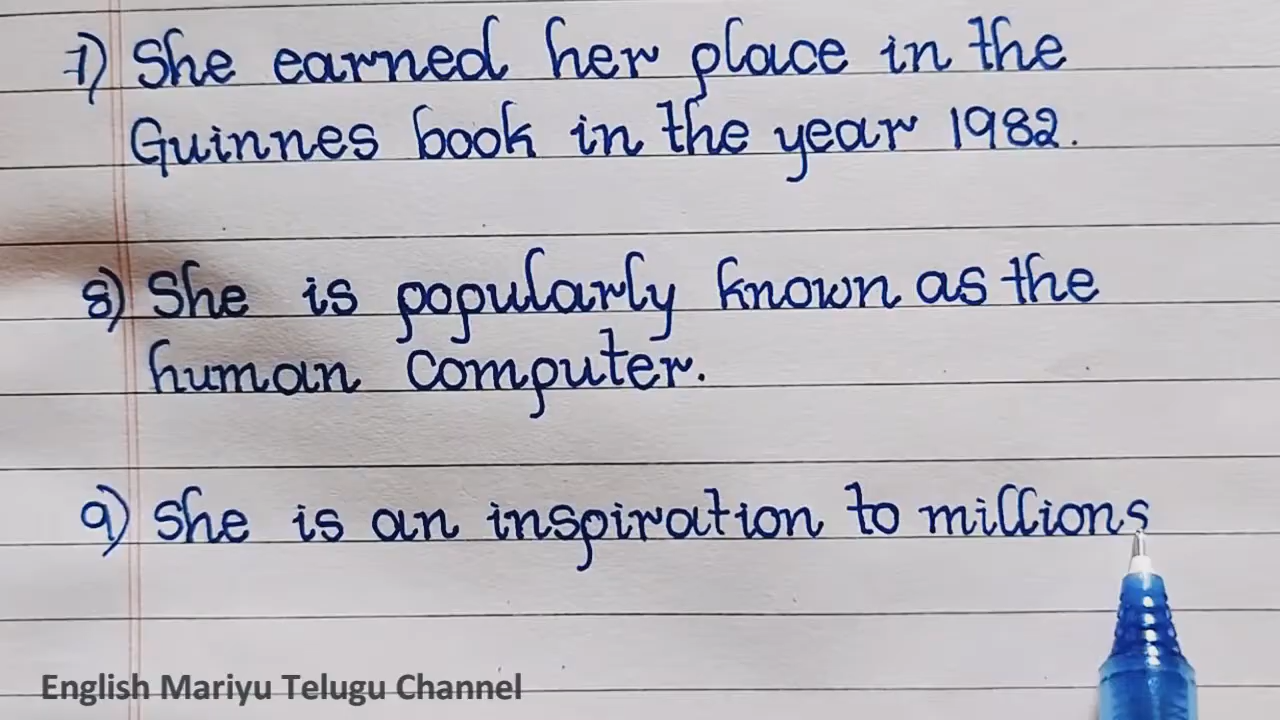 7) She earned her place in the
Guinnes book in the year 1982.
8) She is popularly known as the
human computer.
9) She is an inspiration to millions
English Mariyu Telugu Channel